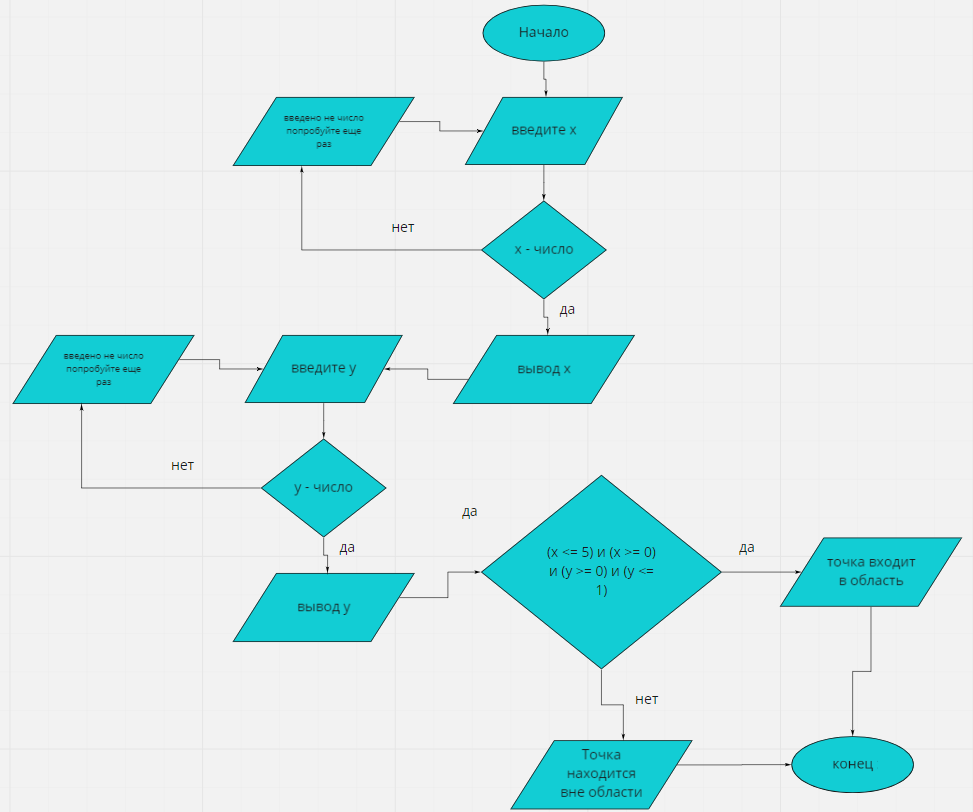 Начало
введено не число
попробуйте еще
раз
введите x
нет
x - число
да
введено не число
попробуйте еще
раз
введите y
вывод x
нет
y - число
да
да
(x <= 5) и (x >= 0)
и (y >= 0) и (y <=
1)
да
точка входит
в область
вывод y
нет
Точка
находится
вне области
конец